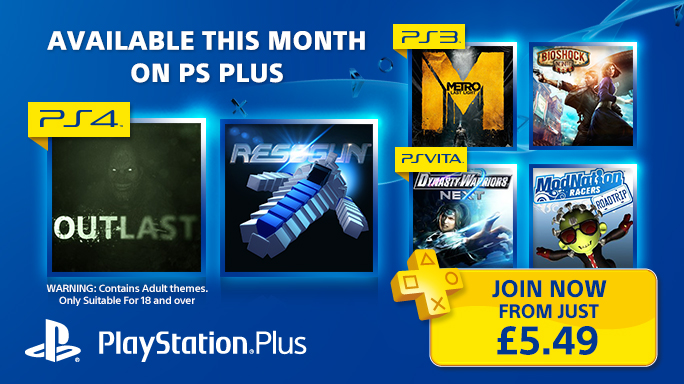 AVAILABLE THIS MONTH
ON PS PLUS
PS4
OUTLAST
RESOGUN
WARNING: Contains Adult themes.
Only Suitable For 18 and over
PS3
METRO
LAST LIGHT
BIOSHOCK
INFINITE
PSVITA
DYNASTY WARRIORS
NEXT
ModNation
RACERS
ROADTRIP
JOIN NOW
FROM JUST
£5.49
PlayStation®Plus